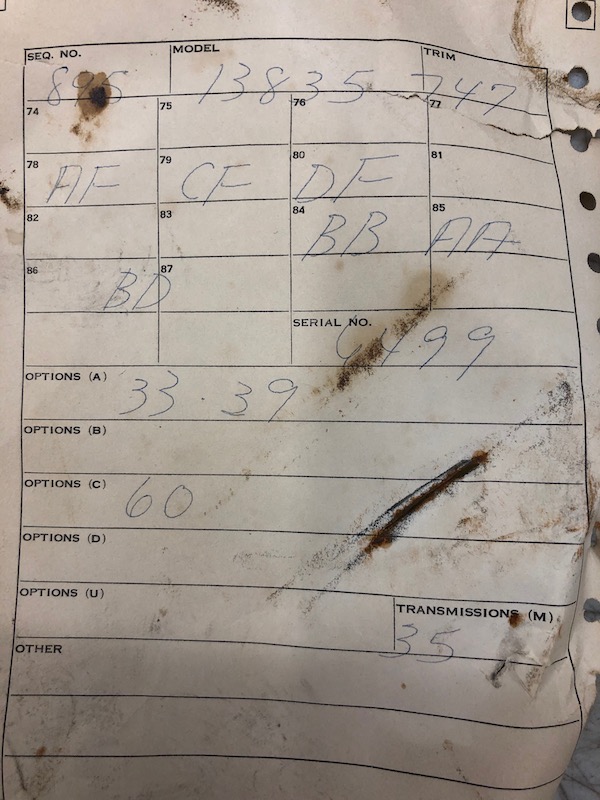 SEQ. NO. MODEL TRIM
895 13835 747
74 75 76 77
78 79 80 81
AF CF DF
82 83 84 85
BB AA
86 87
BD
SERIAL NO.
6499
OPTIONS (A)
33 . 39
OPTIONS (B)
OPTIONS (C)
60
OPTIONS (D)
OPTIONS (U)
TRANSMISSIONS (M)
35
OTHER